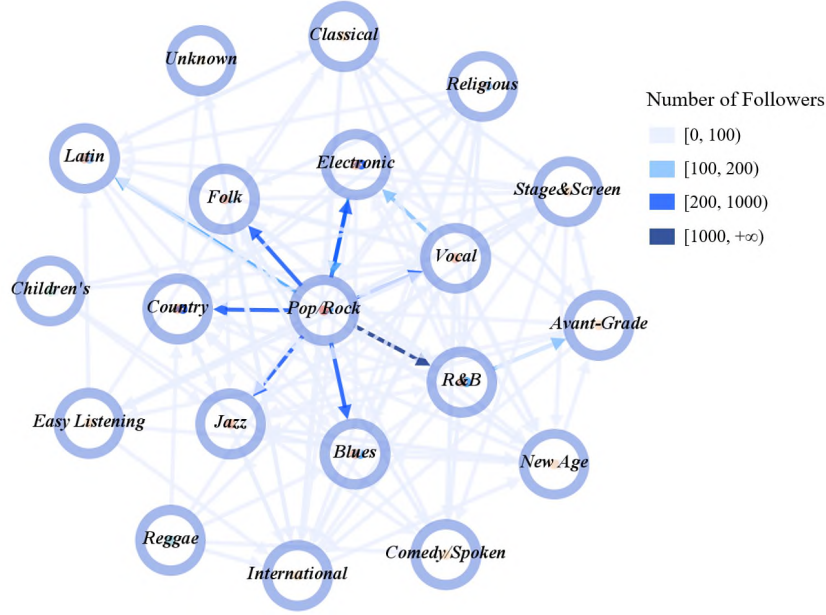 Classical
Unknown
Religious
Number of Followers
[0, 100)
[100, 200)
[200, 1000)
[1000, +∞)
Latin
Electronic
Folk
Stage&Screen
Vocal
Children's
Country
Pop/Rock
Avant-Grade
R&B
Easy Listening
Jazz
Blues
New Age
Reggae
International
Comedy/Spoken